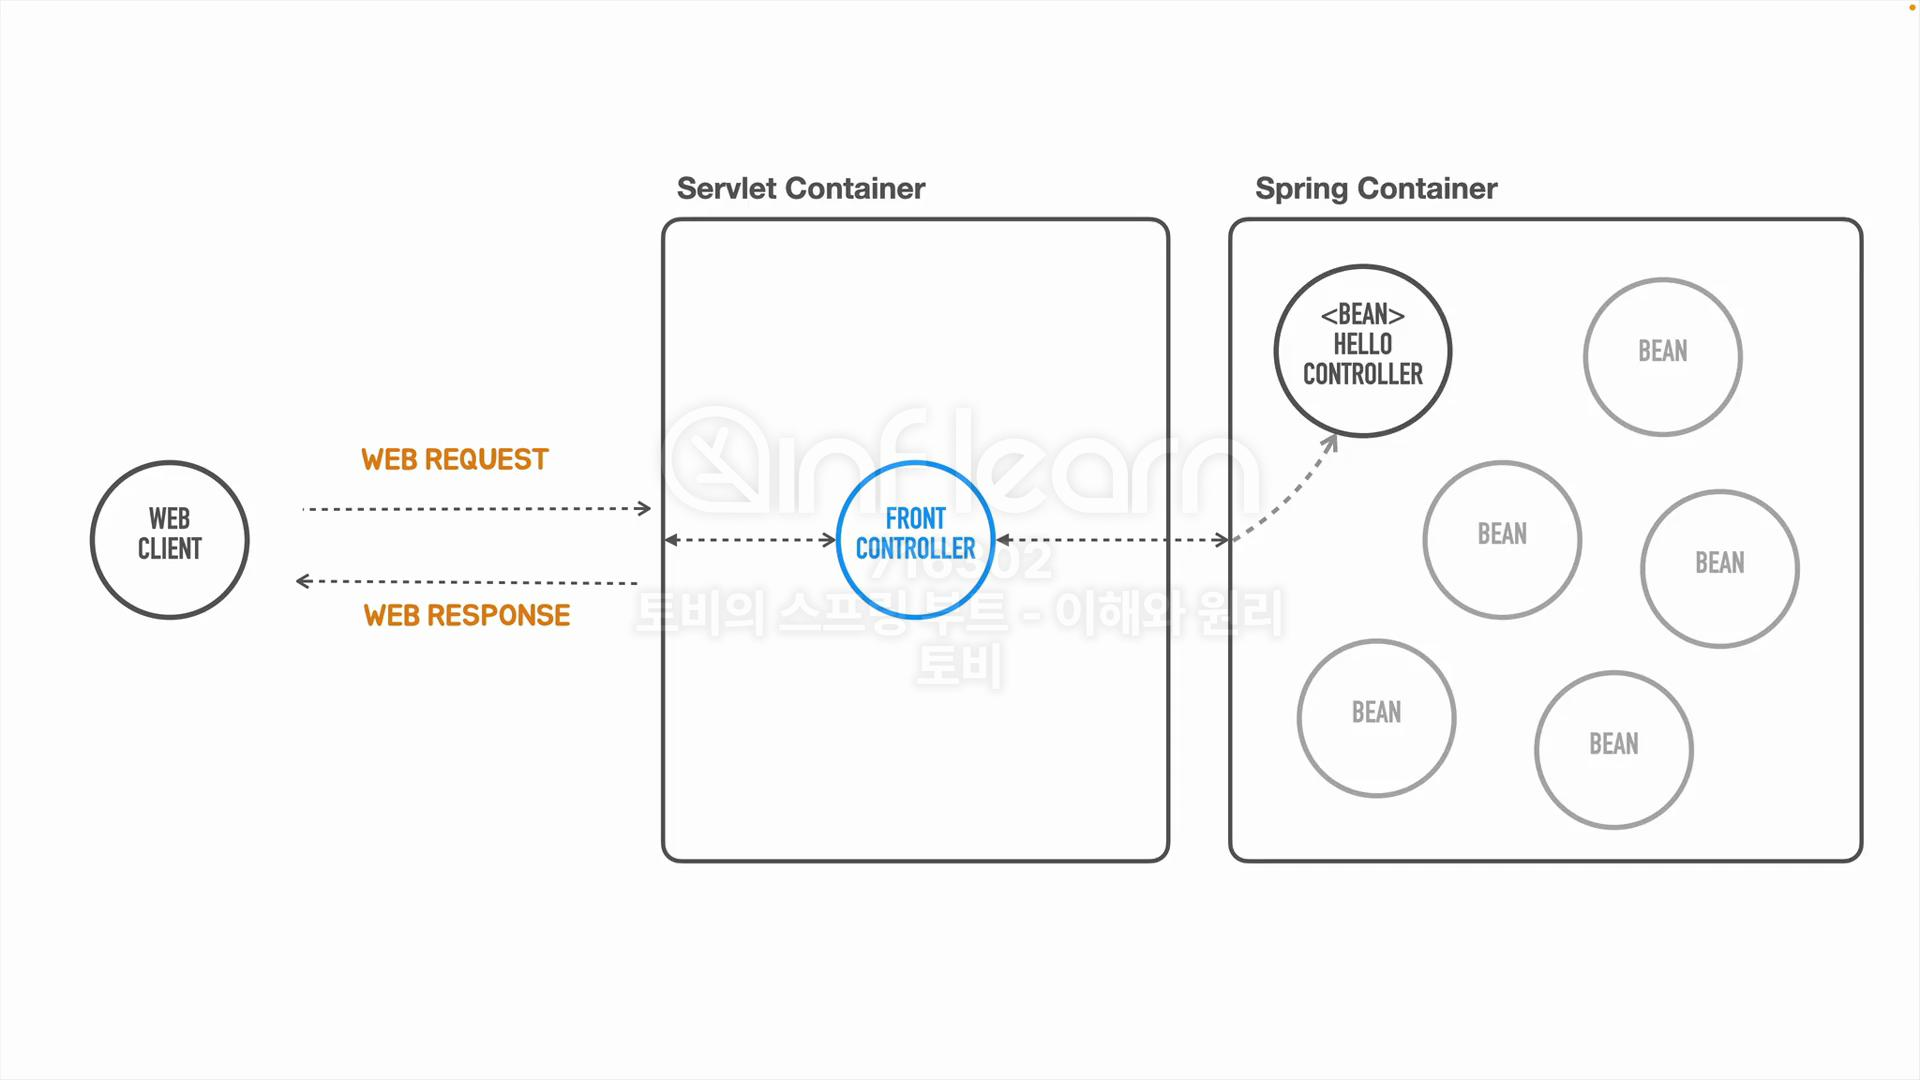 Servlet Container
Spring Container
<BEAN>
HELLO
CONTROLLER
BEAN
WEB REQUEST
WEB
CLIENT
FRONT
CONTROLLER
BEAN
BEAN
WEB RESPONSE
inflearn
716302
토비의 스프링 부트 - 이해와 원리
토비
BEAN
BEAN